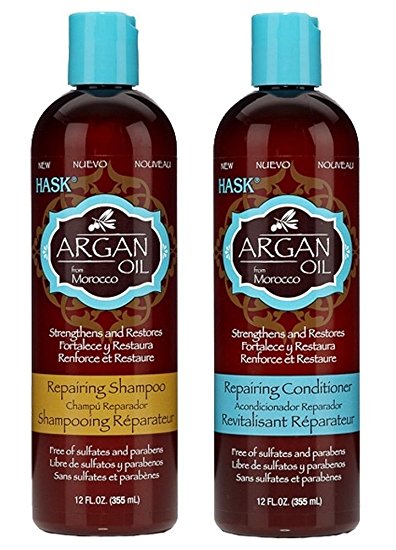 NEW NUEVO NOUVEAU
HASK®
ARGAN
OIL
from
Morocco
Strengthens and Restores
Fortalece y Restaura
Renforce et Restaure
Repairing Shampoo
Champú Reparador
Shampooing Réparateur
Free of sulfates and parabens
Libre de sulfatos y parabenos
Sans sulfates et parabènes
12 FL.OZ. (355 mL)
NEW NUEVO NOUVEAU
HASK®
ARGAN
OIL
from
Morocco
Strengthens and Restores
Fortalece y Restaura
Renforce et Restaure
Repairing Conditioner
Acondicionador Reparador
Revitalisant Réparateur
Free of sulfates and parabens
Libre de sulfatos y parabenos
Sans sulfates et parabènes
12 FL.OZ. (355 mL)